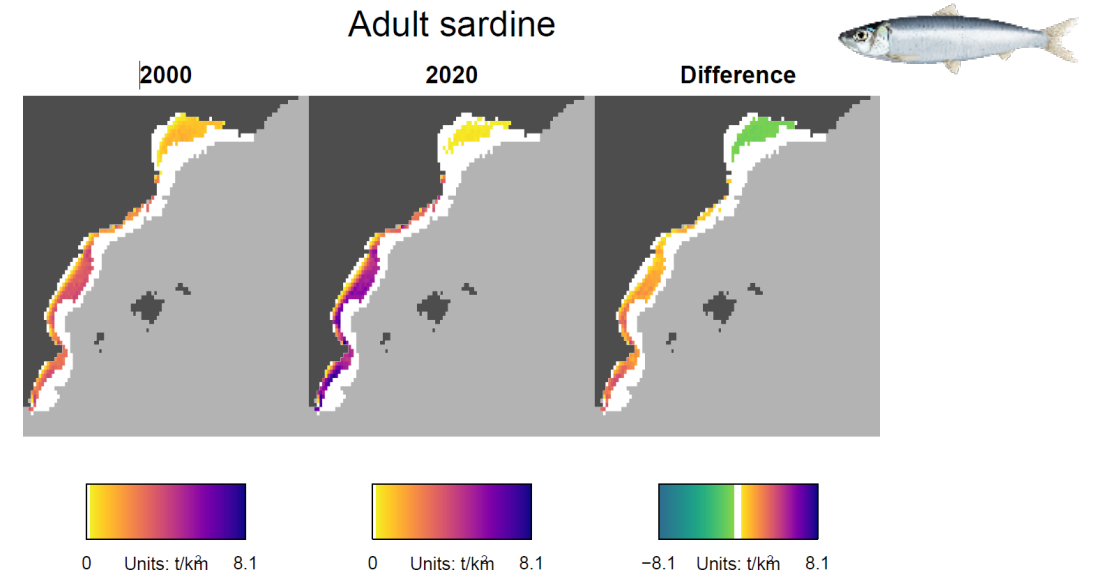 Adult sardine
2000 2020 Difference
0 Units: t/km² 8.1 0 Units: t/km² 8.1 −8.1 Units: t/km² 8.1